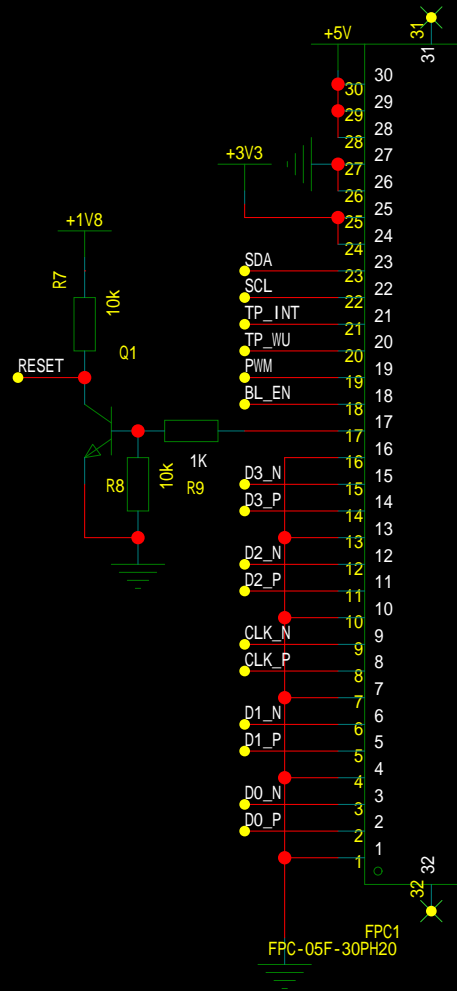 31
31
+5V
30
30
29
29
28
28
27
+3V3
27
26
26
25
25
24
24
23
+1V8
SDA
23
22
SCL
22
21
R7
10k
TP_INT
21
20
TP_WU
20
19
Q1
PWM
19
18
RESET
BL_EN
18
17
17
16
1K
16
15
R8
10k
R9
D3_N
15
14
D3_P
14
13
13
12
D2_N
12
11
D2_P
11
10
10
9
CLK_N
9
8
CLK_P
8
7
7
6
D1_N
6
5
D1_P
5
4
4
3
D0_N
3
2
D0_P
2
1
1
32
32
FPC1
FPC-05F-30PH20